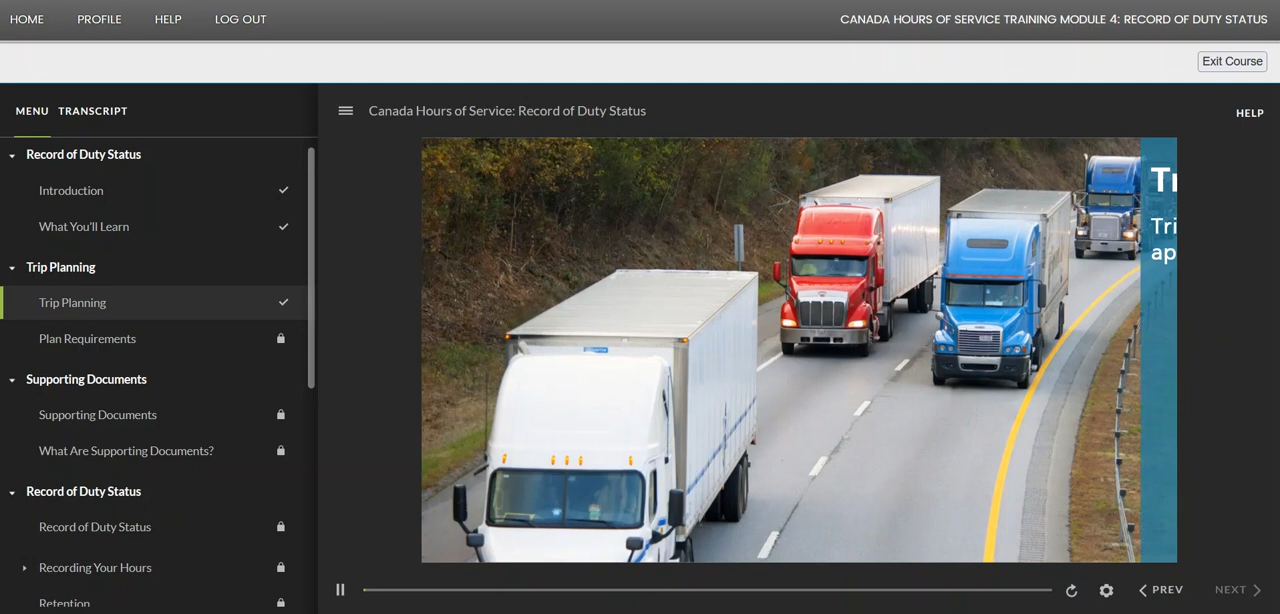 HOME PROFILE HELP LOG OUT CANADA HOURS OF SERVICE TRAINING MODULE 4: RECORD OF DUTY STATUS
Exit Course
MENU TRANSCRIPT
Canada Hours of Service: Record of Duty Status
HELP
Record of Duty Status
Introduction
What You'll Learn
Trip Planning
Trip Planning
Plan Requirements
Supporting Documents
Supporting Documents
What Are Supporting Documents?
Record of Duty Status
Record of Duty Status
Recording Your Hours
Retention
Tri
ap
PREV NEXT